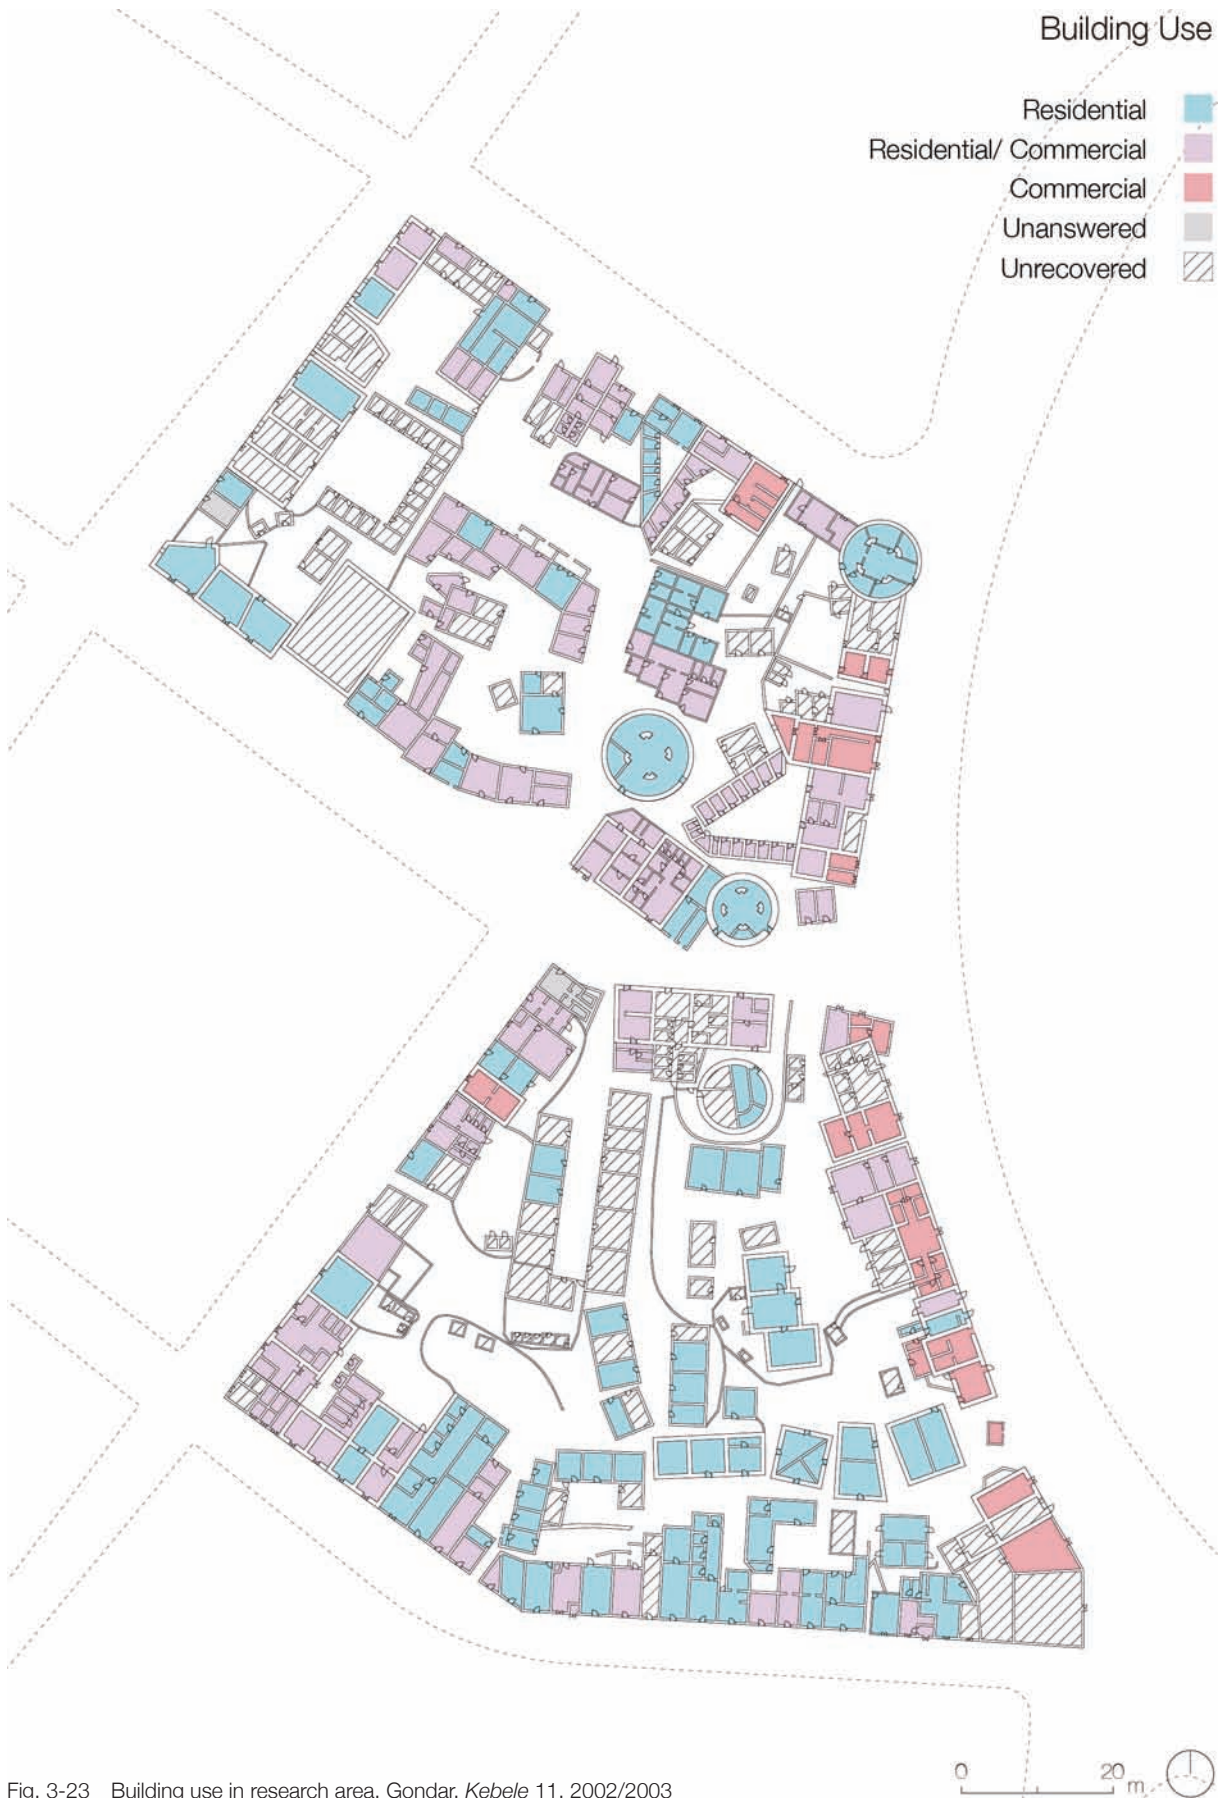 Building Use
Residential
Residential/ Commercial
Commercial
Unanswered
Unrecovered
0 20 m
Fig. 3-23 Building use in research area, Gondar, Kebele 11, 2002/2003